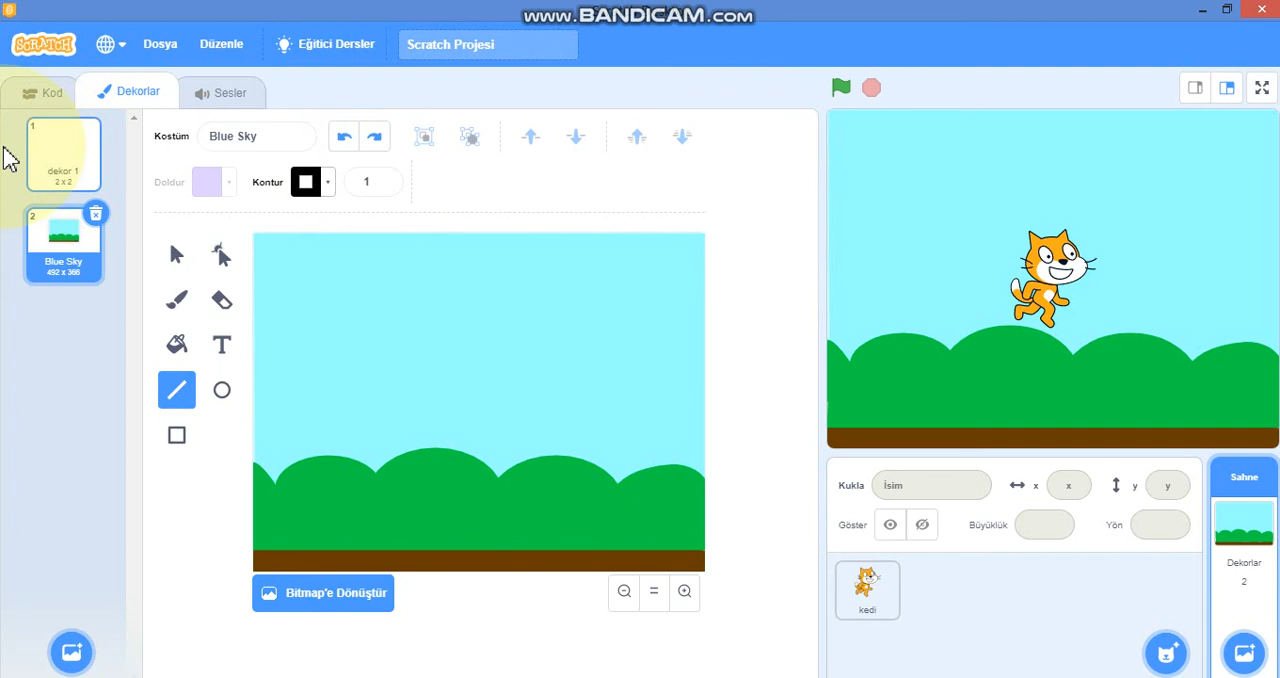 www.BANDICAM.com
SCRATCH
Dosya
Düzenle
Eğitici Dersler
Scratch Projesi
Kod
Dekorlar
Sesler
1
dekor 1
2 x 2
2
Blue Sky
492 x 366
Kostüm
Blue Sky
Doldur
Kontur
1
Bitmap'e Dönüştür
Kukla
İsim
x
x
y
y
Göster
Büyüklük
Yön
kedi
Sahne
Dekorlar
2